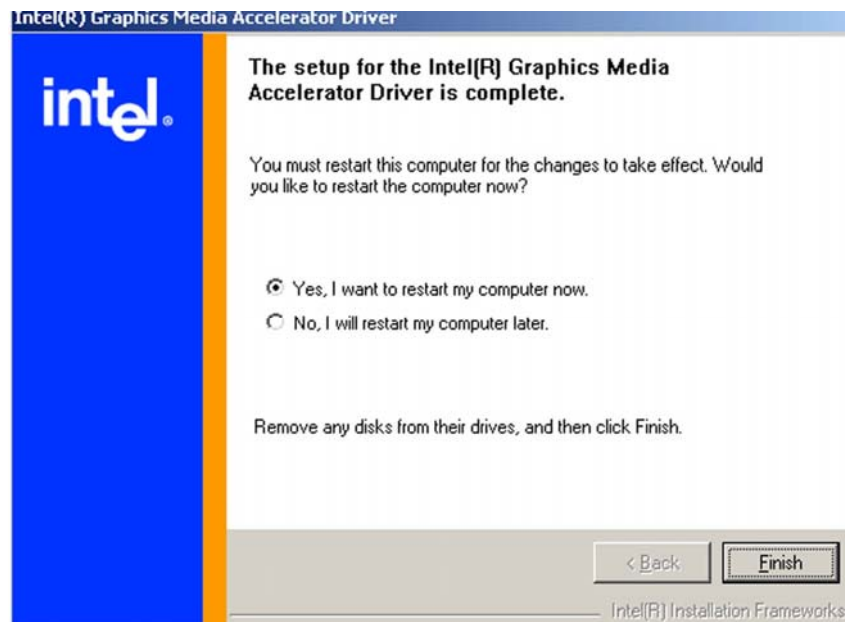 Intel(R) Graphics Media Accelerator Driver
intel®
The setup for the Intel(R) Graphics Media
Accelerator Driver is complete.
You must restart this computer for the changes to take effect. Would
you like to restart the computer now?
Yes, I want to restart my computer now.
No, I will restart my computer later.
Remove any disks from their drives, and then click Finish.
< Back
Finish
Intel(R) Installation Frameworks